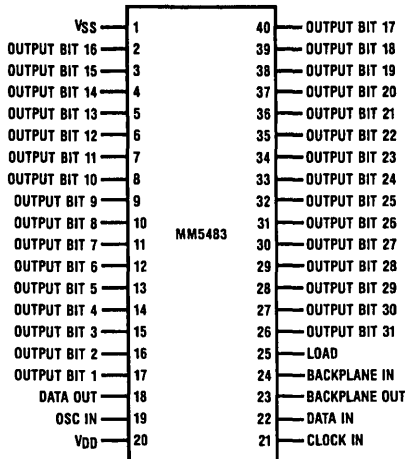 VSS 1 40 OUTPUT BIT 17
OUTPUT BIT 16 2 39 OUTPUT BIT 18
OUTPUT BIT 15 3 38 OUTPUT BIT 19
OUTPUT BIT 14 4 37 OUTPUT BIT 20
OUTPUT BIT 13 5 36 OUTPUT BIT 21
OUTPUT BIT 12 6 35 OUTPUT BIT 22
OUTPUT BIT 11 7 34 OUTPUT BIT 23
OUTPUT BIT 10 8 33 OUTPUT BIT 24
OUTPUT BIT 9 9 32 OUTPUT BIT 25
OUTPUT BIT 8 10 31 OUTPUT BIT 26
MM5483
OUTPUT BIT 7 11 30 OUTPUT BIT 27
OUTPUT BIT 6 12 29 OUTPUT BIT 28
OUTPUT BIT 5 13 28 OUTPUT BIT 29
OUTPUT BIT 4 14 27 OUTPUT BIT 30
OUTPUT BIT 3 15 26 OUTPUT BIT 31
OUTPUT BIT 2 16 25 LOAD
OUTPUT BIT 1 17 24 BACKPLANE IN
DATA OUT 18 23 BACKPLANE OUT
OSC IN 19 22 DATA IN
VDD 20 21 CLOCK IN